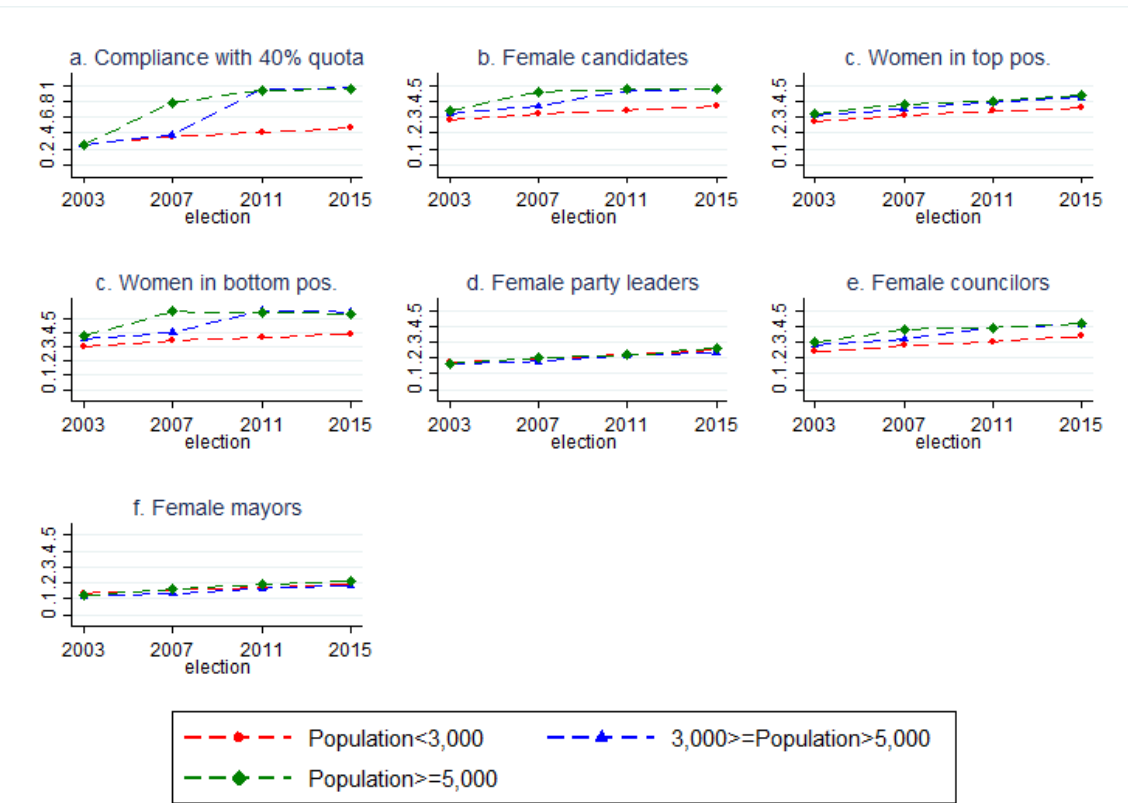 a. Compliance with 40% quota
b. Female candidates
c. Women in top pos.
0 .2 .4 .6 .8 1
0 .1 .2 .3 .4 .5
0 .1 .2 .3 .4 .5
2003 2007 2011 2015
2003 2007 2011 2015
2003 2007 2011 2015
election
election
election
c. Women in bottom pos.
d. Female party leaders
e. Female councilors
0 .1 .2 .3 .4 .5
0 .1 .2 .3 .4 .5
0 .1 .2 .3 .4 .5
2003 2007 2011 2015
2003 2007 2011 2015
2003 2007 2011 2015
election
election
election
f. Female mayors
0 .1 .2 .3 .4 .5
2003 2007 2011 2015
election
Population<3,000
3,000>=Population>5,000
Population>=5,000